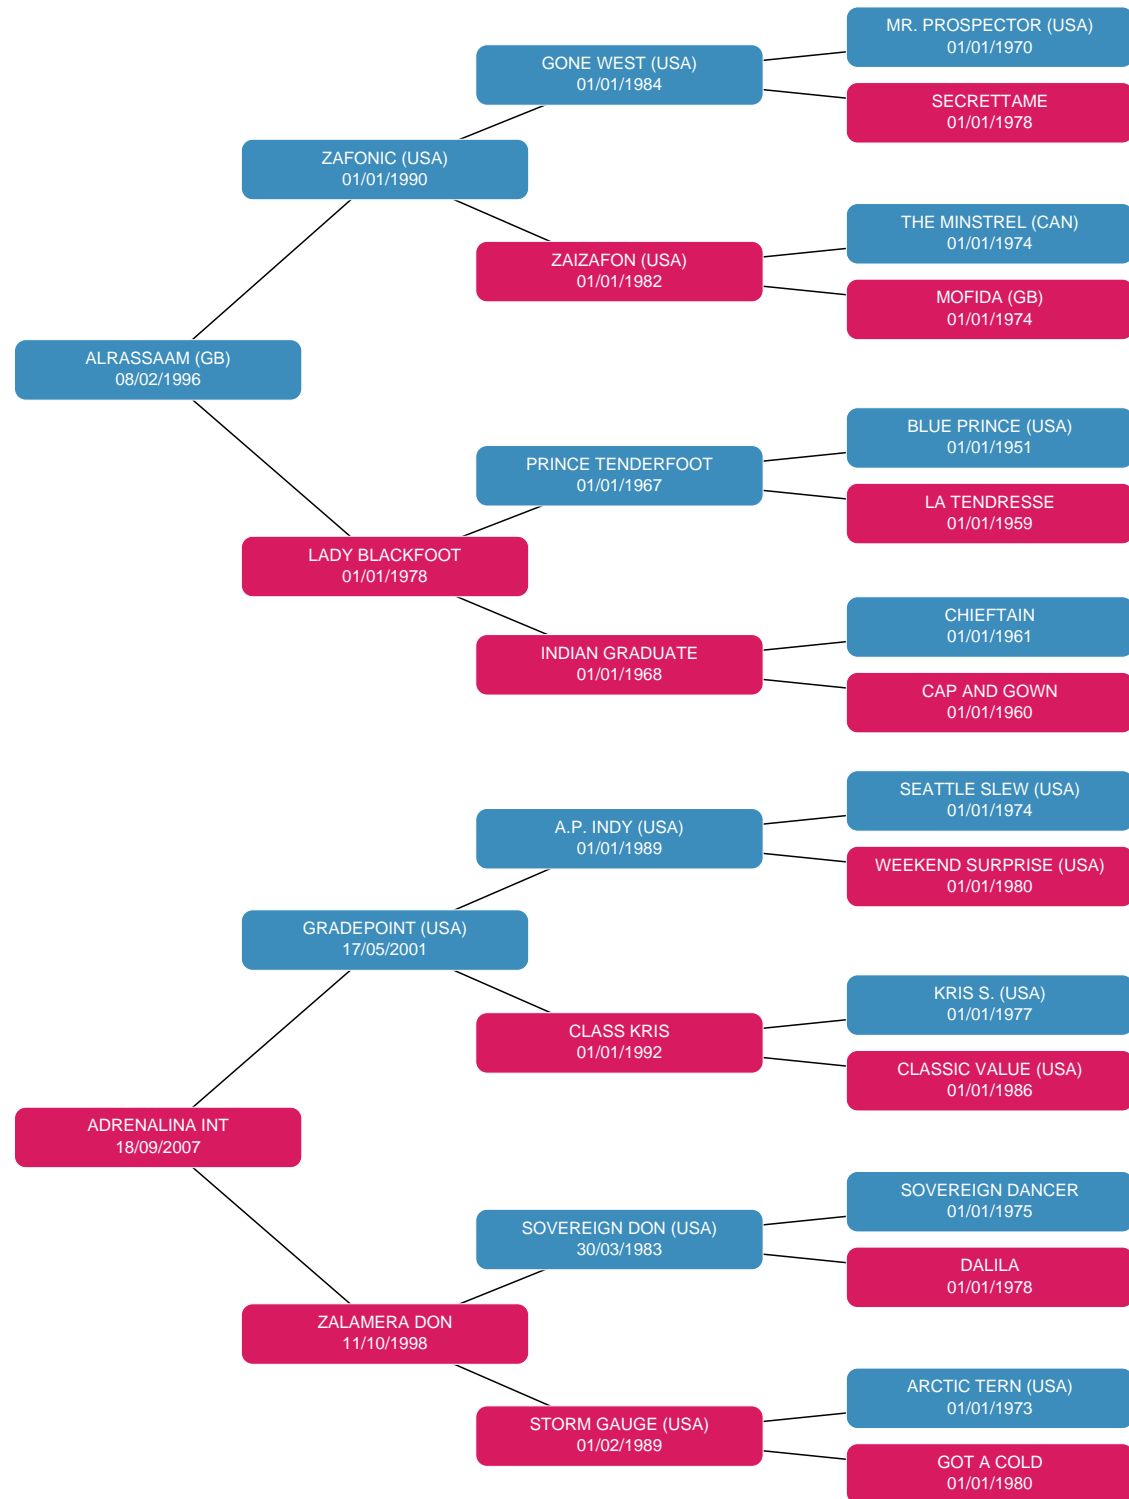 MR. PROSPECTOR (USA)
01/01/1970
GONE WEST (USA)
01/01/1984
SECRETTAME
01/01/1978
ZAFONIC (USA)
01/01/1990
THE MINSTREL (CAN)
01/01/1974
ZAIZAFON (USA)
01/01/1982
MOFIDA (GB)
01/01/1974
ALRASSAAM (GB)
08/02/1996
BLUE PRINCE (USA)
01/01/1951
PRINCE TENDERFOOT
01/01/1967
LA TENDRESSE
01/01/1959
LADY BLACKFOOT
01/01/1978
CHIEFTAIN
01/01/1961
INDIAN GRADUATE
01/01/1968
CAP AND GOWN
01/01/1960
SEATTLE SLEW (USA)
01/01/1974
A.P. INDY (USA)
01/01/1989
WEEKEND SURPRISE (USA)
01/01/1980
GRADEPOINT (USA)
17/05/2001
KRIS S. (USA)
01/01/1977
CLASS KRIS
01/01/1992
CLASSIC VALUE (USA)
01/01/1986
ADRENALINA INT
18/09/2007
SOVEREIGN DANCER
01/01/1975
SOVEREIGN DON (USA)
30/03/1983
DALILA
01/01/1978
ZALAMERA DON
11/10/1998
ARCTIC TERN (USA)
01/01/1973
STORM GAUGE (USA)
01/02/1989
GOT A COLD
01/01/1980